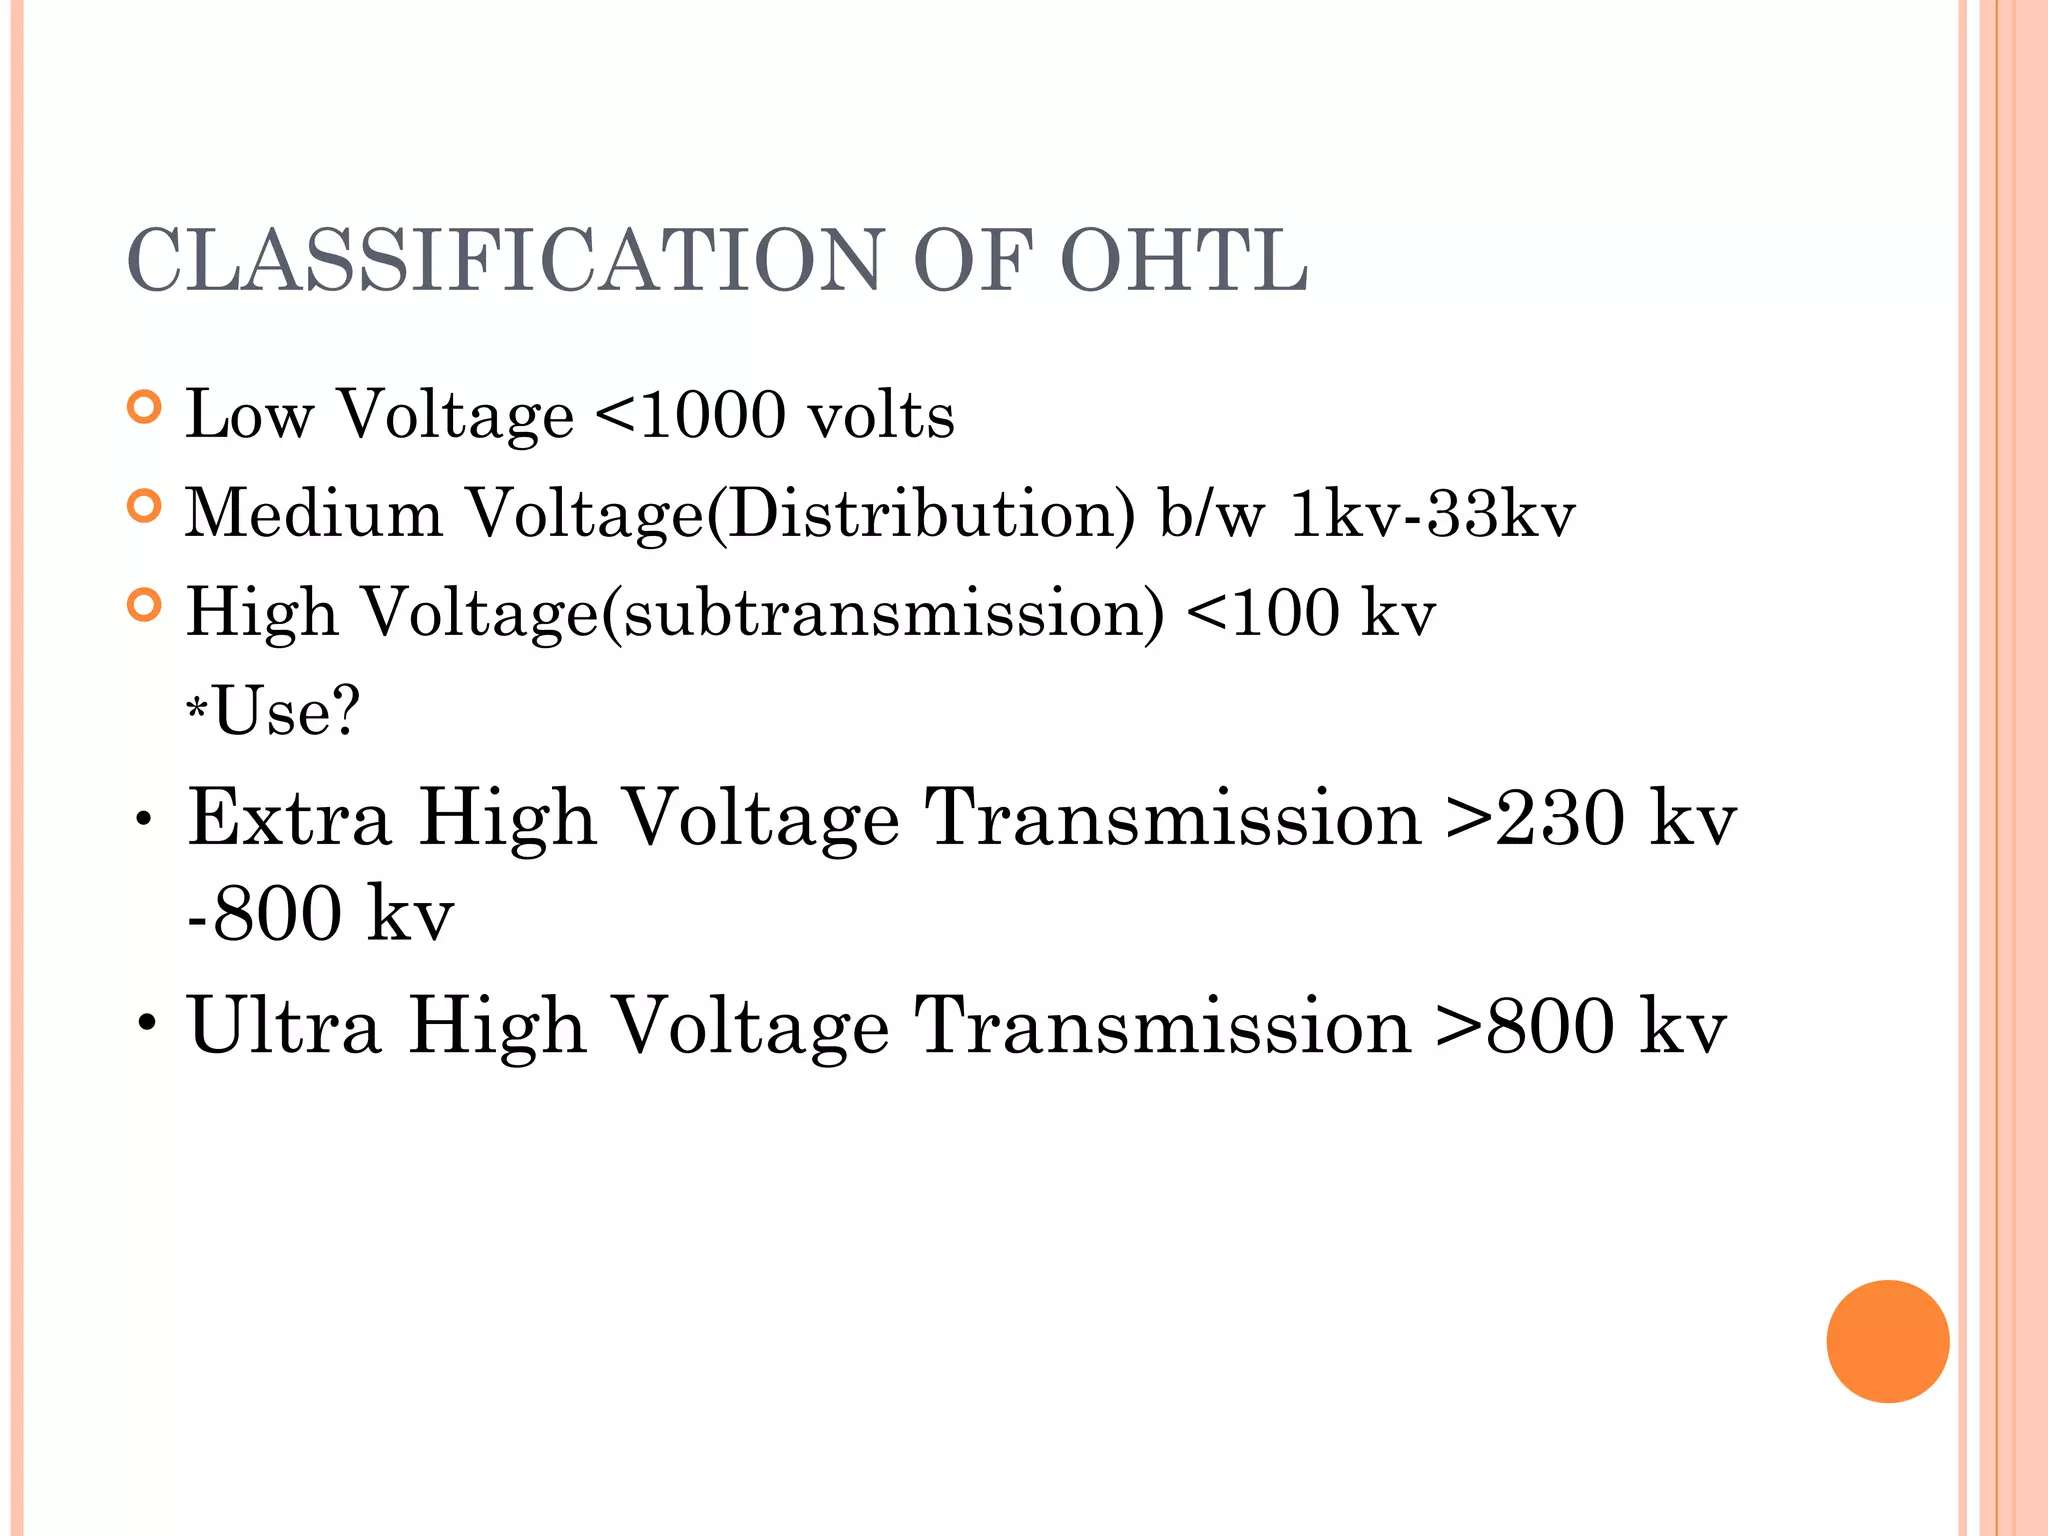 CLASSIFICATION OF OHTL
Low Voltage <1000 volts
Medium Voltage(Distribution) b/w 1kv-33kv
High Voltage(subtransmission) <100 kv
*Use?
• Extra High Voltage Transmission >230 kv
-800 kv
• Ultra High Voltage Transmission >800 kv